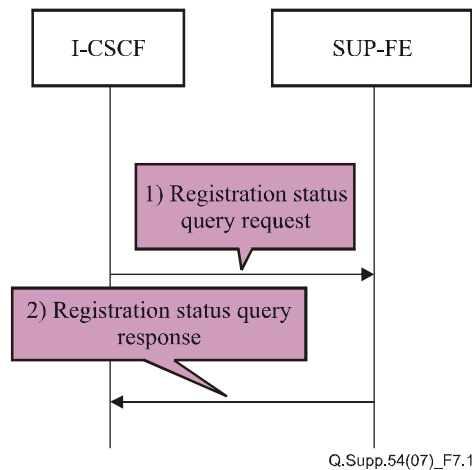 I-CSCF
SUP-FE
1) Registration status
query request
2) Registration status query
response
Q.Supp.54(07)_F7.1